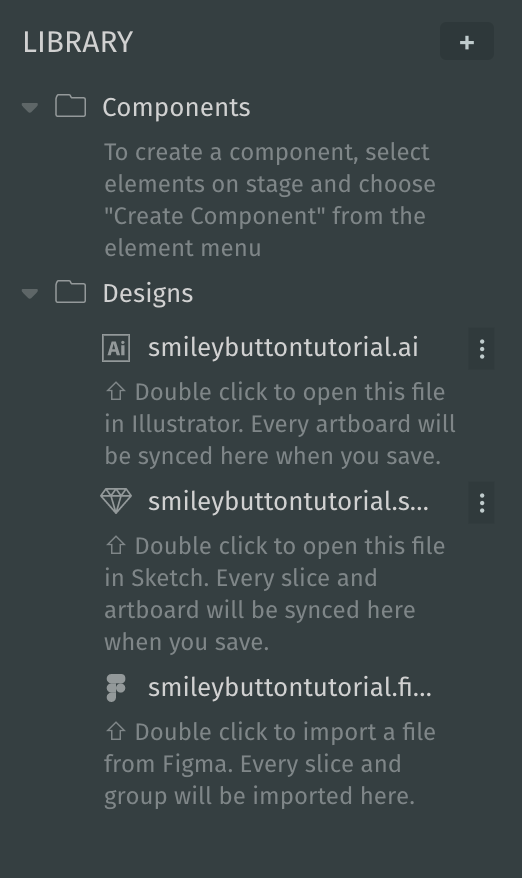 LIBRARY
+
Components
To create a component, select
elements on stage and choose
"Create Component" from the
element menu
Designs
Ai smileybuttontutorial.ai
⇧ Double click to open this file
in Illustrator. Every artboard will
be synced here when you save.
smileybuttontutorial.s...
⇧ Double click to open this file
in Sketch. Every slice and
artboard will be synced here
when you save.
smileybuttontutorial.fi...
⇧ Double click to import a file
from Figma. Every slice and
group will be imported here.